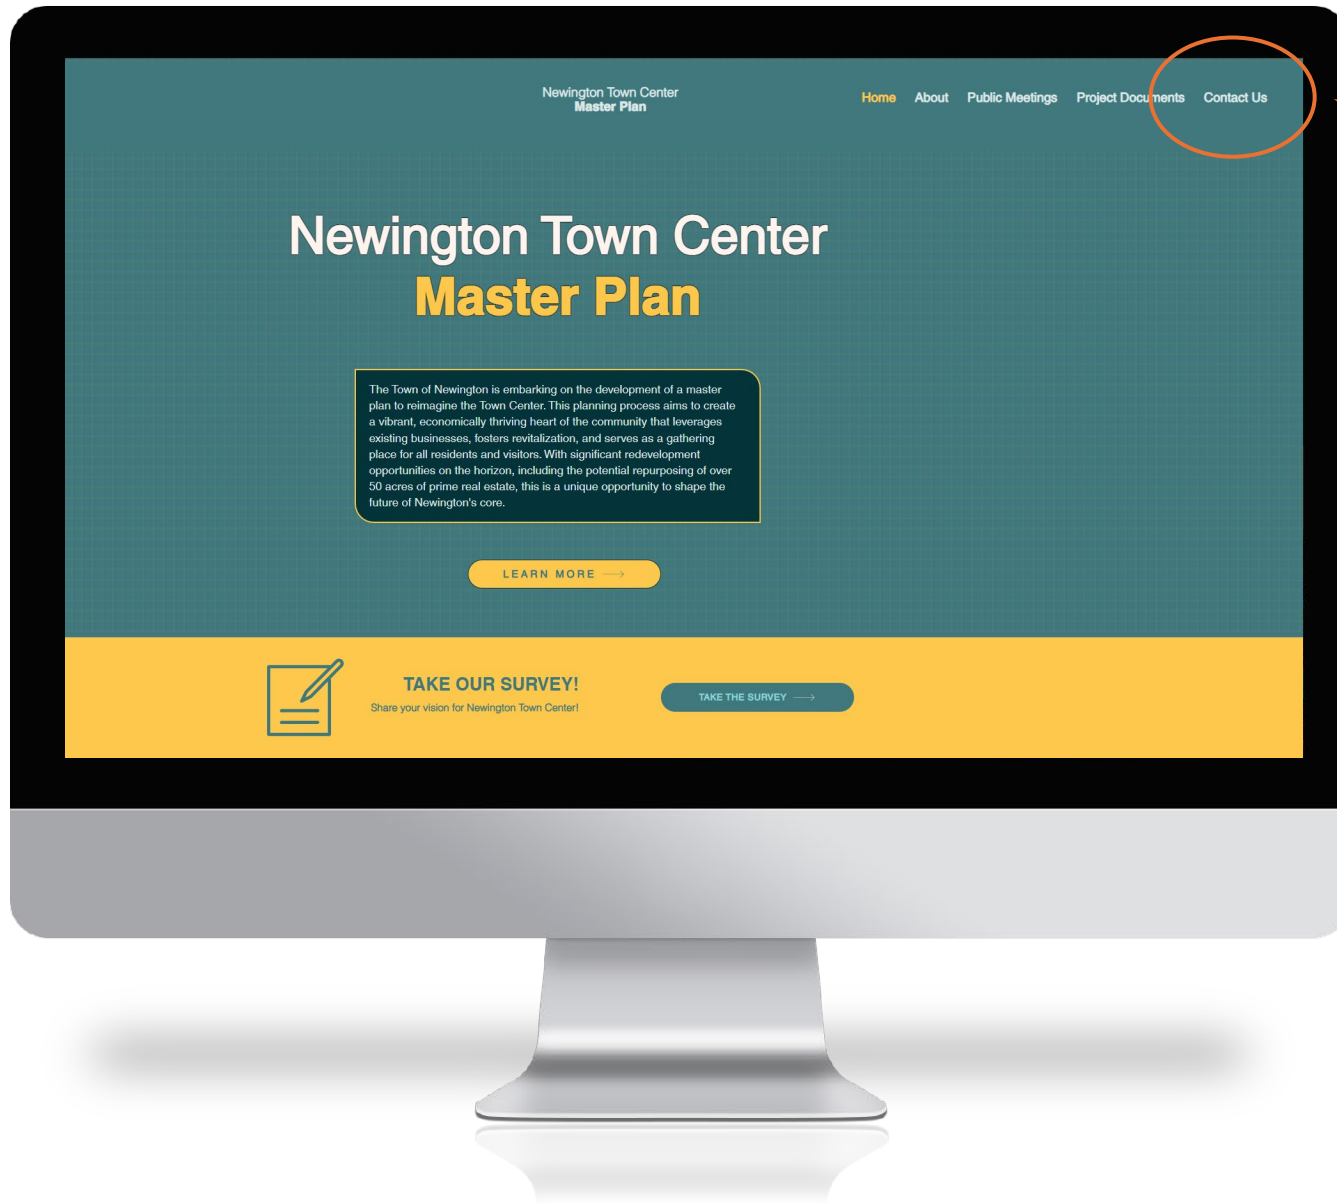 Newington Town Center
Master Plan
Home About Public Meetings Project Documents Contact Us
Newington Town Center
Master Plan
The Town of Newington is embarking on the development of a master
plan to reimagine the Town Center. This planning process aims to create
a vibrant, economically thriving heart of the community that leverages
existing businesses, fosters revitalization, and serves as a gathering
place for all residents and visitors. With significant redevelopment
opportunities on the horizon, including the potential repurposing of over
50 acres of prime real estate, this is a unique opportunity to shape the
future of Newington's core.
LEARN MORE
TAKE OUR SURVEY!
Share your vision for Newington Town Center!
TAKE THE SURVEY